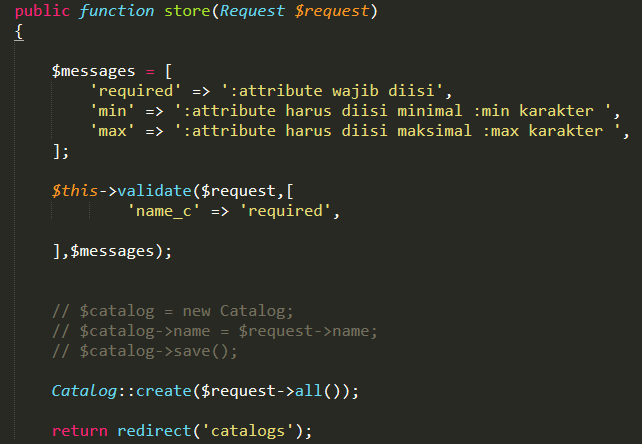 public function store(Request $request)
{
$messages = [
'required' => ':attribute wajib diisi',
'min' => ':attribute harus diisi minimal :min karakter ',
'max' => ':attribute harus diisi maksimal :max karakter ',
];
$this->validate($request,[
'name_c' => 'required',
],$messages);
// $catalog = new Catalog;
// $catalog->name = $request->name;
// $catalog->save();
Catalog::create($request->all());
return redirect('catalogs');